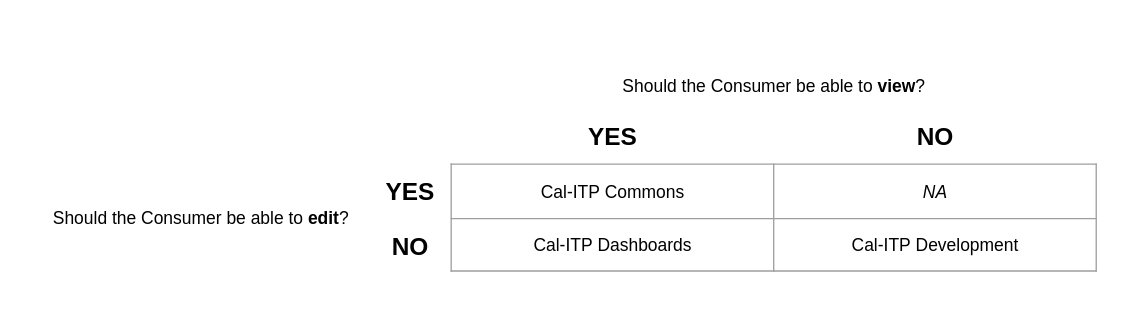 Should the Consumer be able to view?
YES NO
YES Cal-ITP Commons NA
Should the Consumer be able to edit?
NO Cal-ITP Dashboards Cal-ITP Development